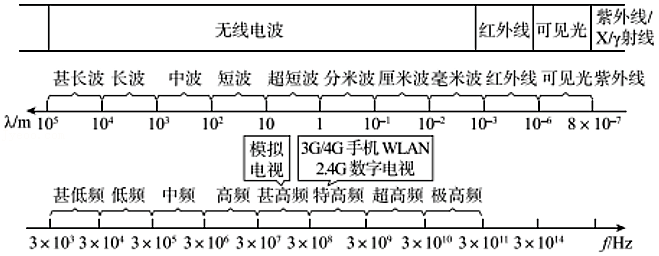 无线电波 红外线 可见光 紫外线/
X/γ射线
甚长波 长波 中波 短波 超短波 分米波 厘米波 毫米波 红外线 可见光 紫外线
λ/m 10⁵ 10⁴ 10³ 10² 10 1 10⁻¹ 10⁻² 10⁻³ 10⁻⁶ 8×10⁻⁷
模拟 3G/4G手机WLAN
电视 2.4G数字电视
甚低频 低频 中频 高频 甚高频 特高频 超高频 极高频
3×10³ 3×10⁴ 3×10⁵ 3×10⁶ 3×10⁷ 3×10⁸ 3×10⁹ 3×10¹⁰ 3×10¹¹ 3×10¹⁴ f/Hz